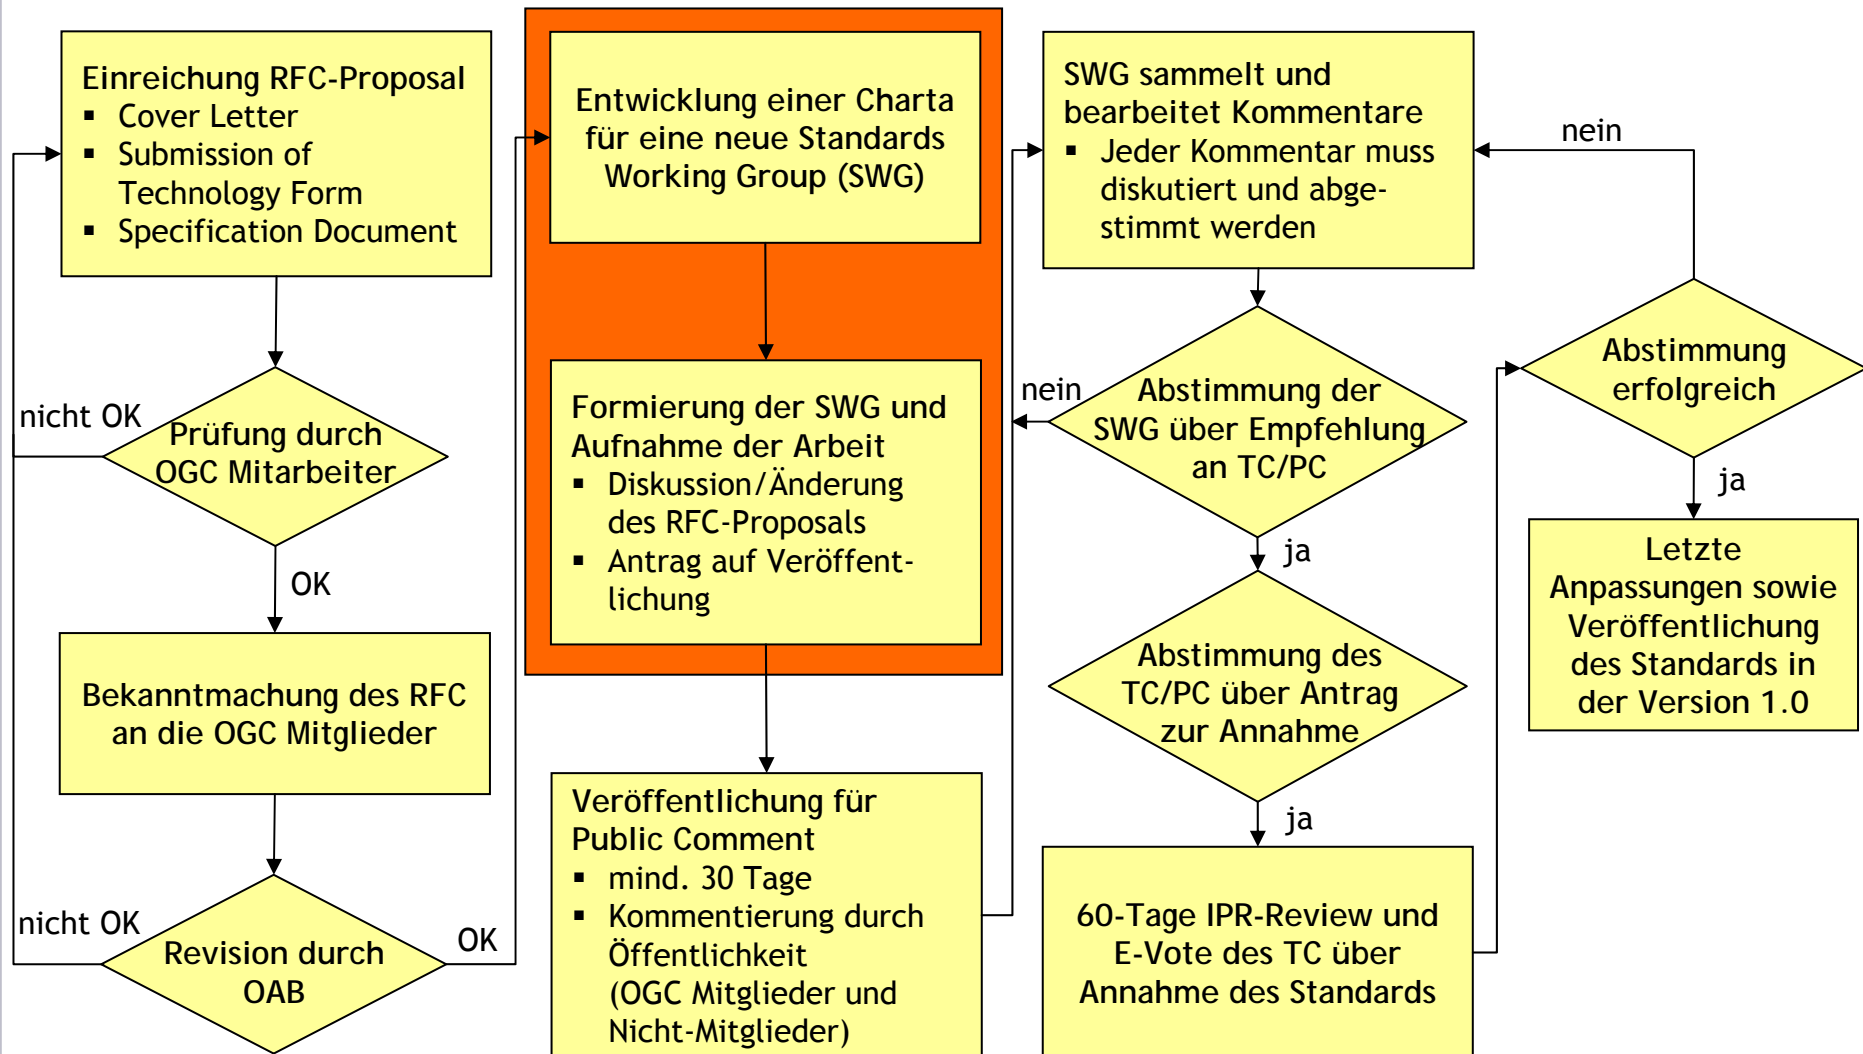 Einreichung RFC-Proposal
▪ Cover Letter
▪ Submission of
Technology Form
▪ Specification Document
nicht OK
Prüfung durch
OGC Mitarbeiter
OK
Bekanntmachung des RFC
an die OGC Mitglieder
nicht OK
Revision durch
OAB
OK
Entwicklung einer Charta
für eine neue Standards
Working Group (SWG)
Formierung der SWG und
Aufnahme der Arbeit
▪ Diskussion/Änderung
des RFC-Proposals
▪ Antrag auf Veröffent-
lichung
Veröffentlichung für
Public Comment
▪ mind. 30 Tage
▪ Kommentierung durch
Öffentlichkeit
(OGC Mitglieder und
Nicht-Mitglieder)
SWG sammelt und
bearbeitet Kommentare
▪ Jeder Kommentar muss
diskutiert und abge-
stimmt werden
nein
Abstimmung der
SWG über Empfehlung
an TC/PC
ja
Abstimmung des
TC/PC über Antrag
zur Annahme
ja
60-Tage IPR-Review und
E-Vote des TC über
Annahme des Standards
nein
Abstimmung
erfolgreich
ja
Letzte
Anpassungen sowie
Veröffentlichung
des Standards in
der Version 1.0